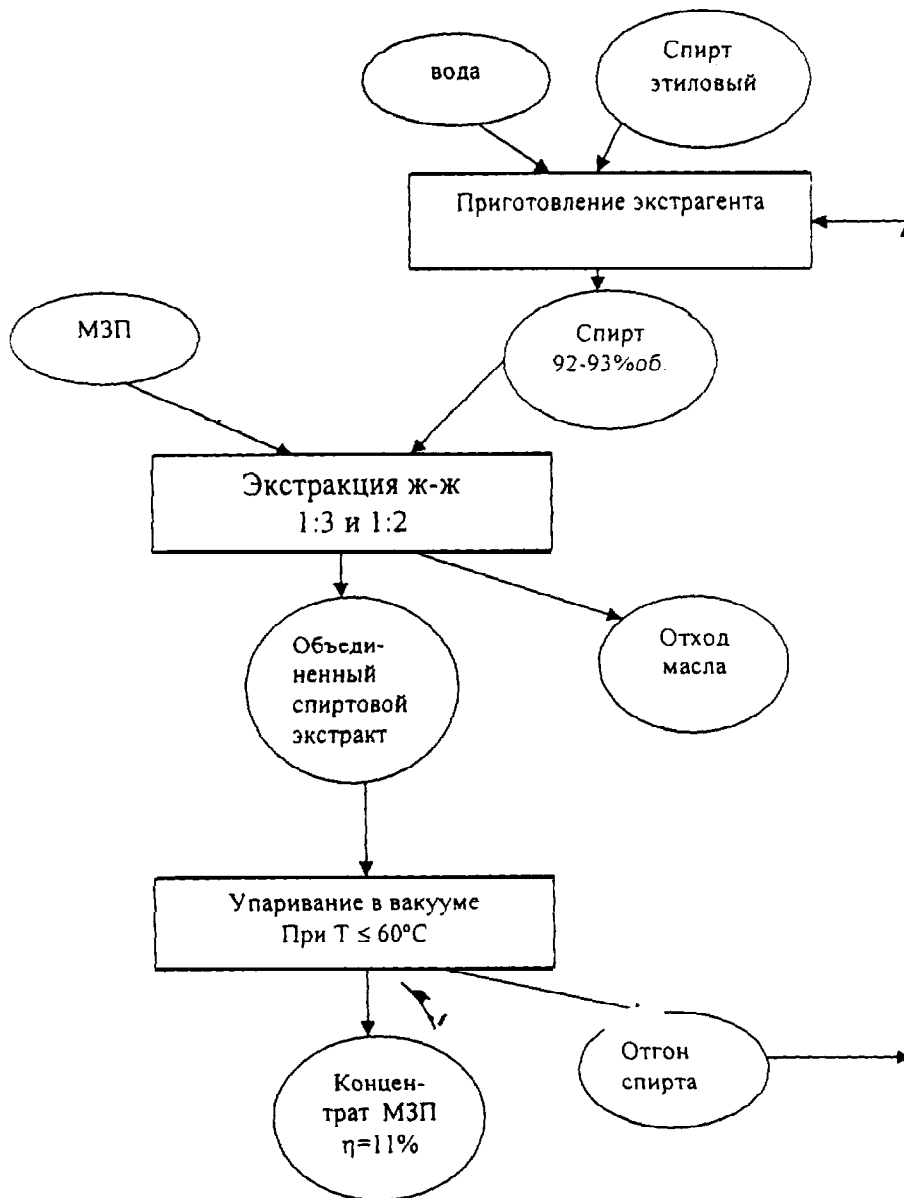 вода
Спирт
этиловый
Приготовление экстрагента
МЗП
Спирт
92-93%об.
Экстракция ж-ж
1:3 и 1:2
Объеди-
ненный
спиртовой
экстракт
Отход
масла
Упаривание в вакууме
При Т ≤ 60°С
Отгон
спирта
Концен-
трат МЗП
η=11%